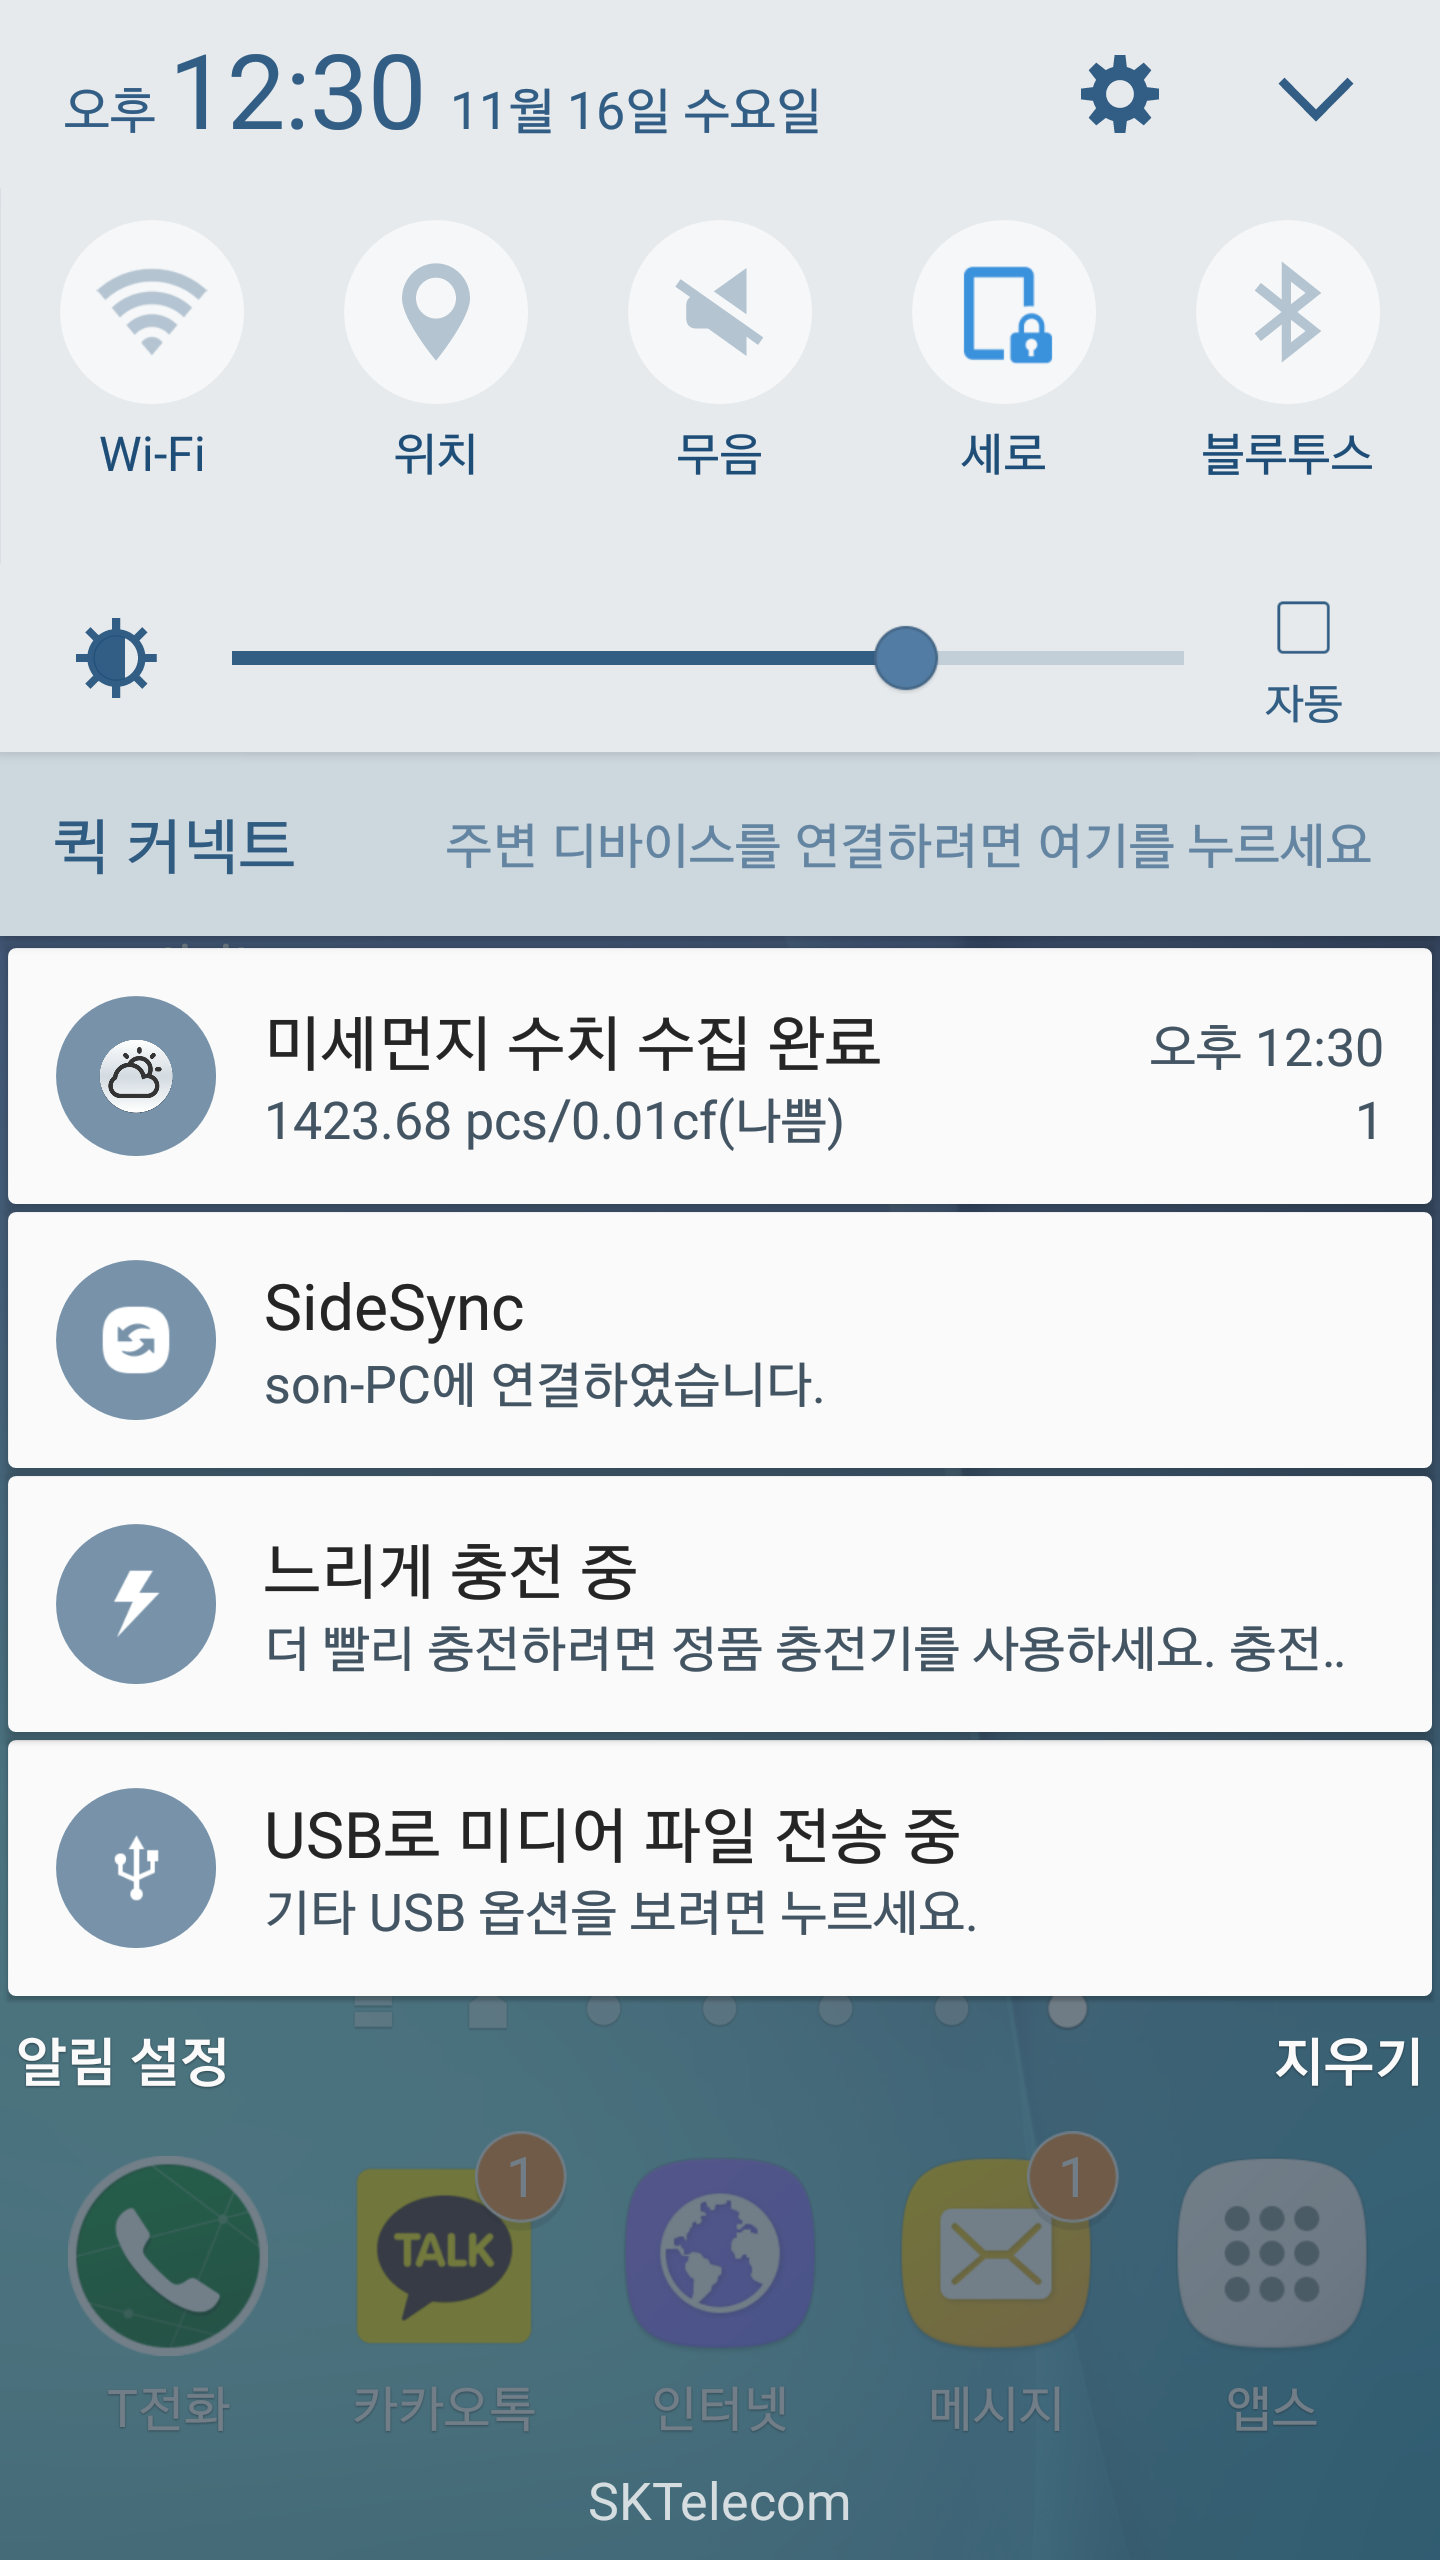 오후 12:30 11월 16일 수요일
Wi-Fi 위치 무음 세로 블루투스
자동
퀵 커넥트 주변 디바이스를 연결하려면 여기를 누르세요
미세먼지 수치 수집 완료 오후 12:30
1423.68 pcs/0.01cf(나쁨) 1
SideSync
son-PC에 연결하였습니다.
느리게 충전 중
더 빨리 충전하려면 정품 충전기를 사용하세요. 충전..
USB로 미디어 파일 전송 중
기타 USB 옵션을 보려면 누르세요.
알림 설정 지우기
1 1
TALK
T전화 카카오톡 인터넷 메시지 앱스
SKTelecom